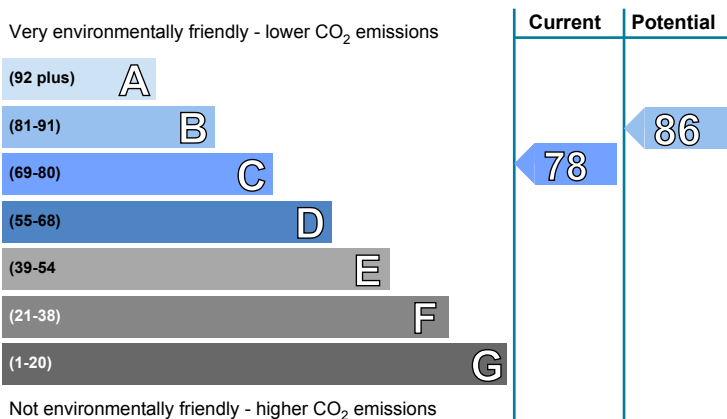 Current Potential
Very environmentally friendly - lower CO2 emissions
(92 plus) A
(81-91) B
86
(69-80) C
78
(55-68) D
(39-54 E
(21-38) F
(1-20) G
Not environmentally friendly - higher CO2 emissions